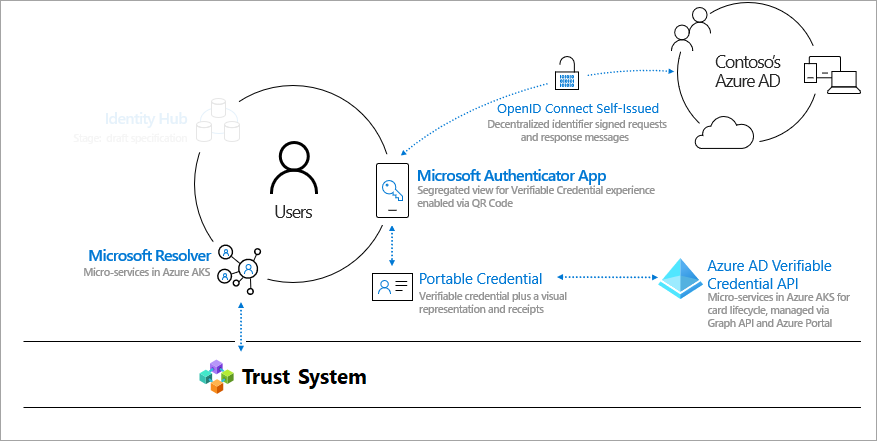 Contoso's
Azure AD
OpenID Connect Self-Issued
Decentralized identifier signed requests
and response messages
Identity Hub
Stage: draft specification
Users
Microsoft Authenticator App
Segregated view for Verifiable Credential experience
enabled via QR Code
Microsoft Resolver
Micro-services in Azure AKS
Portable Credential
Verifiable credential plus a visual
representation and receipts
Azure AD Verifiable
Credential API
Micro-services in Azure AKS for
card lifecycle, managed via
Graph API and Azure Portal
Trust System